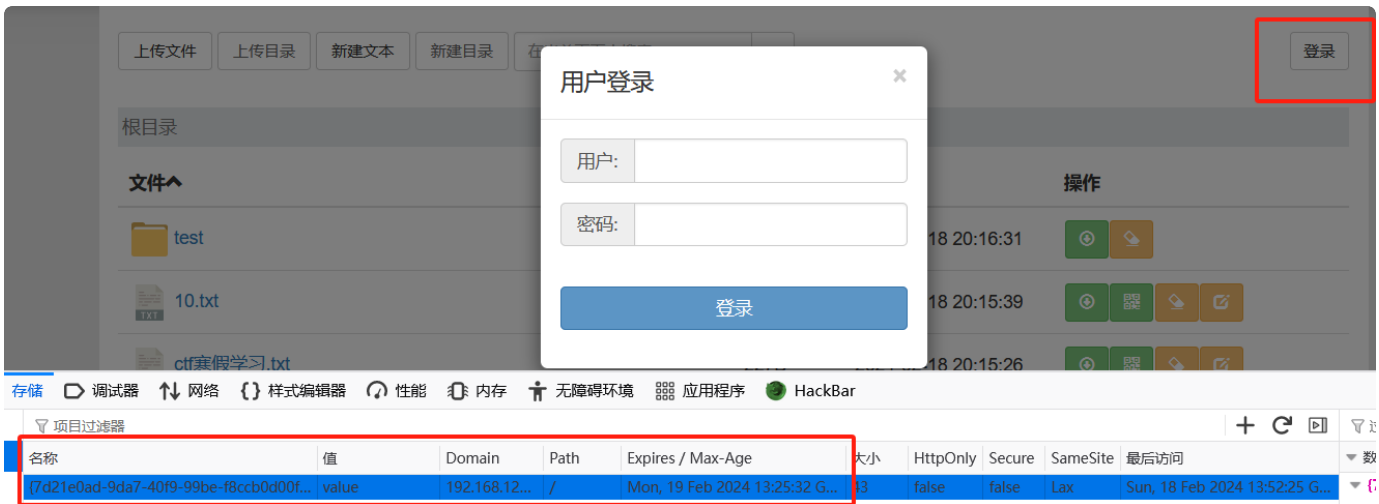 上传文件 上传目录 新建文本 新建目录 登录
用户登录 ×
根目录
用户:
文件 操作
密码:
test 18 20:16:31
10.txt 18 20:15:39
TXT
登录
ctf寒假学习.txt 18 20:15:26
存储 调试器 网络 {} 样式编辑器 性能 内存 无障碍环境 应用程序 HackBar
项目过滤器
名称 值 Domain Path Expires / Max-Age 大小 HttpOnly Secure SameSite 最后访问 数
{7d21e0ad-9da7-40f9-99be-f8ccb0d00f... value 192.168.12... / Mon, 19 Feb 2024 13:25:32 G... 43 false false Lax Sun, 18 Feb 2024 13:52:25 G...